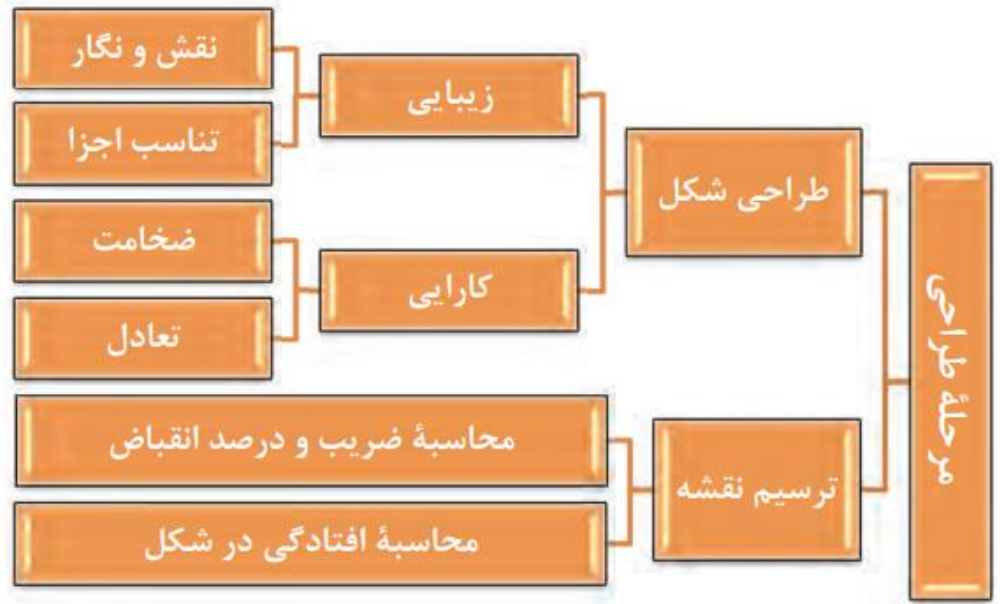 مرحلهٔ طراحی
طراحی شکل
زیبایی
نقش و نگار
تناسب اجزا
کارایی
ضخامت
تعادل
ترسیم نقشه
محاسبهٔ ضریب و درصد انقباض
محاسبهٔ افتادگی در شکل